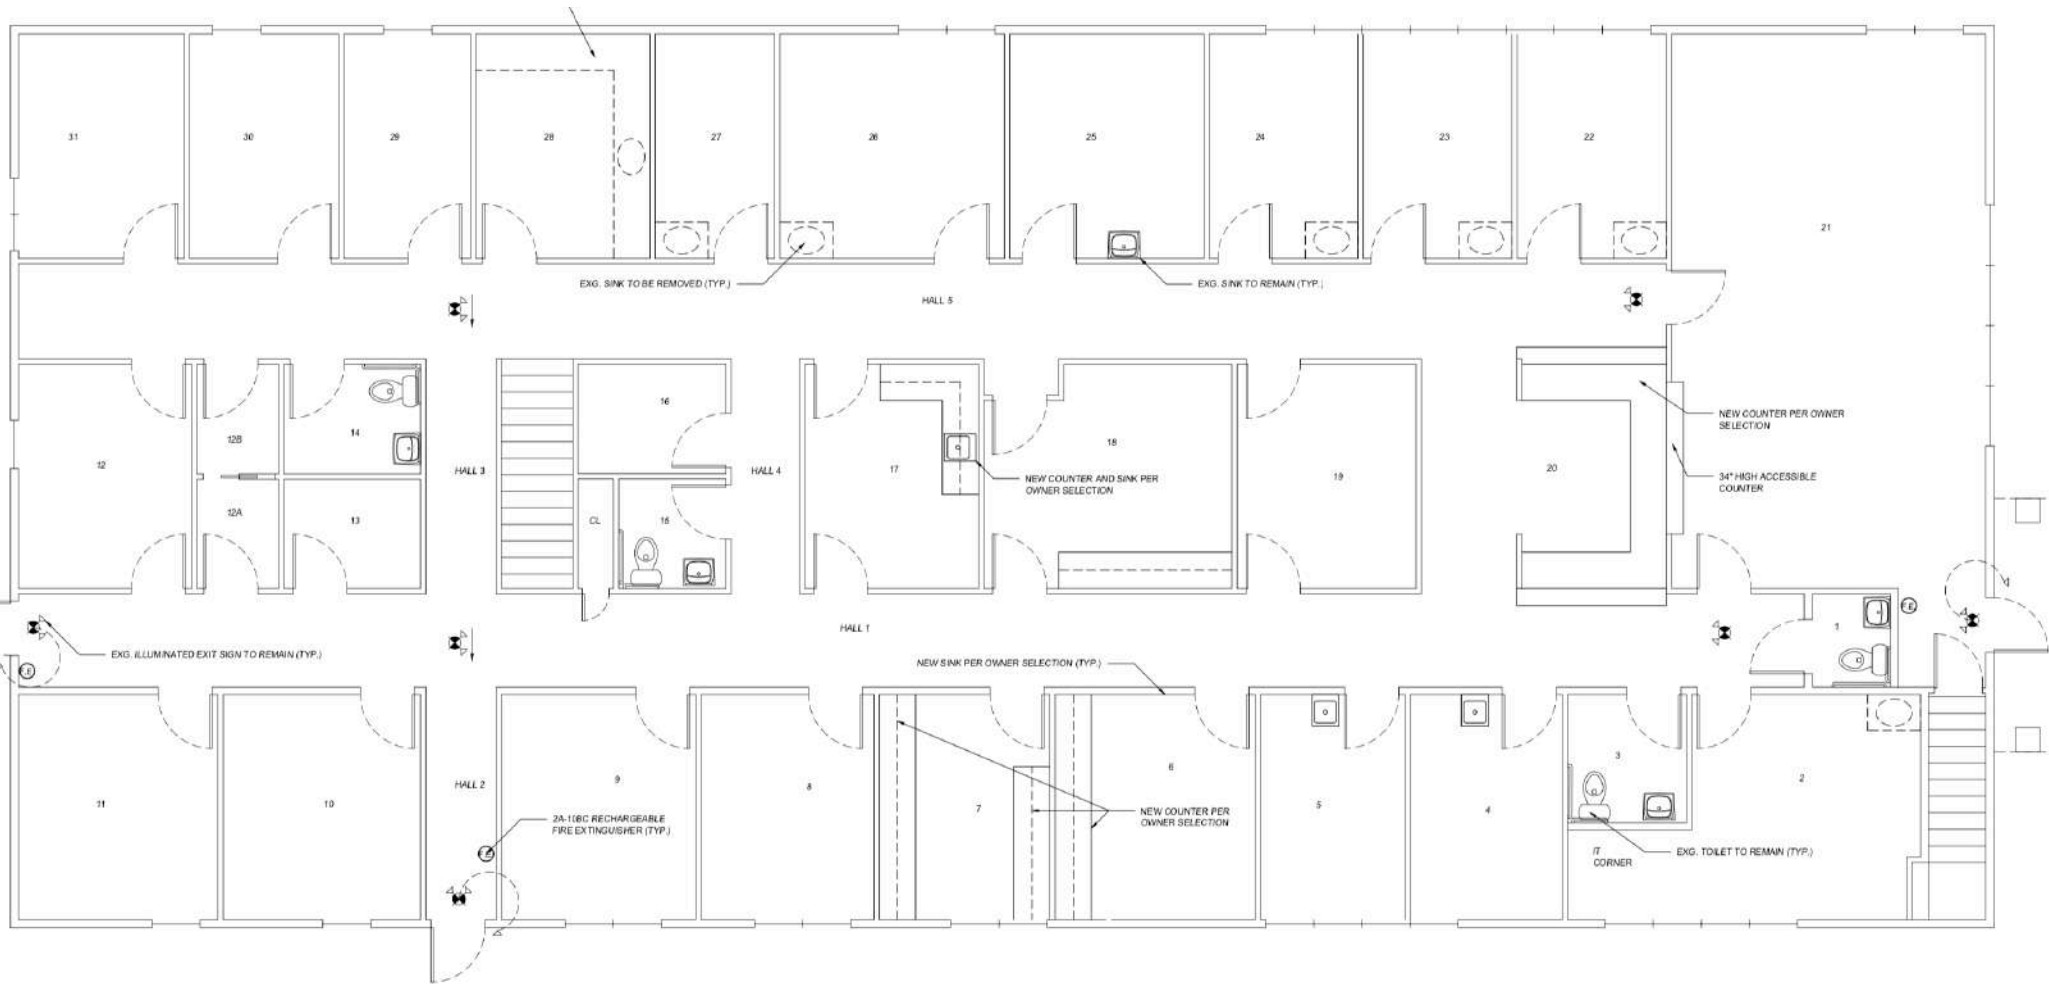 31
30
29
28
27
26
25
24
23
22
21
EXG. SINK TO BE REMOVED (TYP.)
EXG. SINK TO REMAIN (TYP.)
HALL 5
12
12B
14
HALL 3
16
HALL 4
17
18
19
20
NEW COUNTER PER OWNER
SELECTION
NEW COUNTER AND SINK PER
OWNER SELECTION
34" HIGH ACCESSIBLE
COUNTER
12A
13
CL
15
HALL 1
1
F.E.
EXG. ILLUMINATED EXIT SIGN TO REMAIN (TYP.)
F.E.
NEW SINK PER OWNER SELECTION (TYP.)
11
10
HALL 2
9
8
7
6
5
4
3
2
2A-10BC RECHARGEABLE
FIRE EXTINGUISHER (TYP.)
F.E.
NEW COUNTER PER
OWNER SELECTION
IT
CORNER
EXG. TOILET TO REMAIN (TYP.)